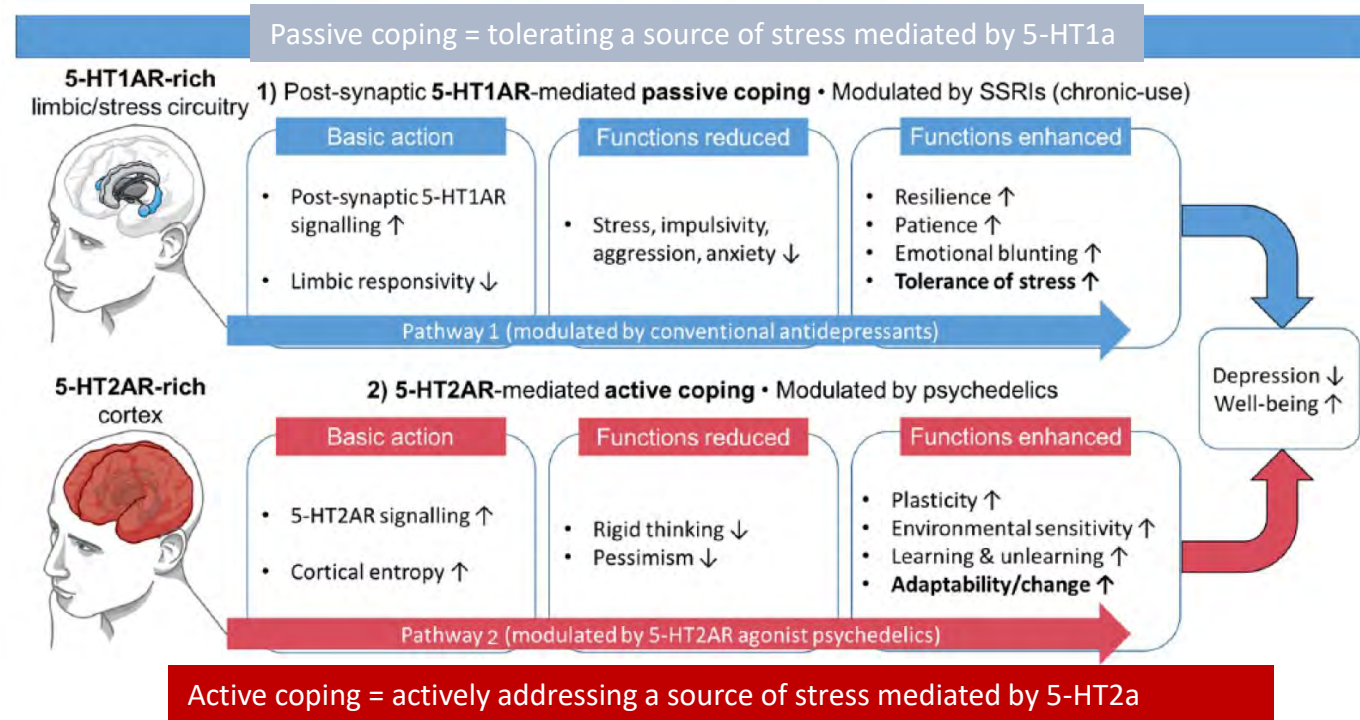 Passive coping = tolerating a source of stress mediated by 5-HT1a
5-HT1AR-rich
limbic/stress circuitry
1) Post-synaptic 5-HT1AR-mediated passive coping • Modulated by SSRIs (chronic-use)
Basic action
• Post-synaptic 5-HT1AR
signalling ↑
• Limbic responsivity ↓
Functions reduced
• Stress, impulsivity,
aggression, anxiety ↓
Functions enhanced
• Resilience ↑
• Patience ↑
• Emotional blunting ↑
• Tolerance of stress ↑
Pathway 1 (modulated by conventional antidepressants)
5-HT2AR-rich
cortex
2) 5-HT2AR-mediated active coping • Modulated by psychedelics
Basic action
• 5-HT2AR signalling ↑
• Cortical entropy ↑
Functions reduced
• Rigid thinking ↓
• Pessimism ↓
Functions enhanced
• Plasticity ↑
• Environmental sensitivity ↑
• Learning & unlearning ↑
• Adaptability/change ↑
Pathway 2 (modulated by 5-HT2AR agonist psychedelics)
Depression ↓
Well-being ↑
Active coping = actively addressing a source of stress mediated by 5-HT2a